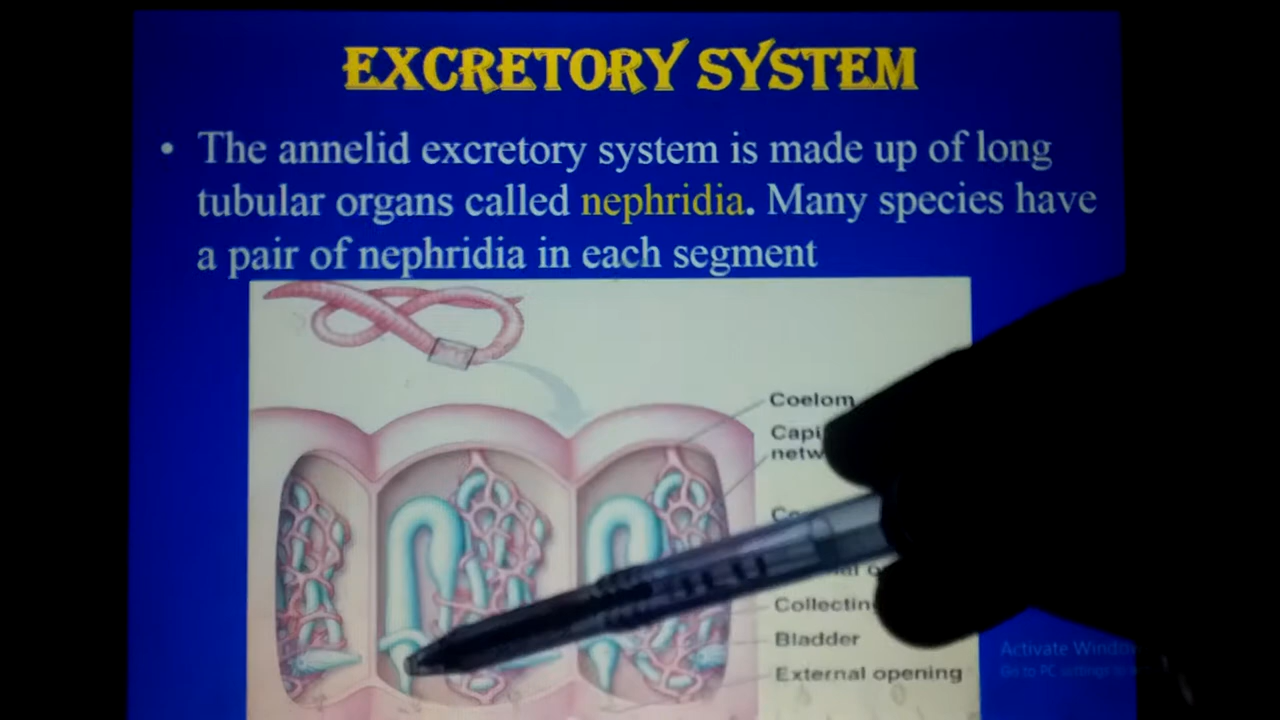 EXCRETORY SYSTEM
• The annelid excretory system is made up of long
tubular organs called nephridia. Many species have
a pair of nephridia in each segment
Coelom
Bladder
External opening